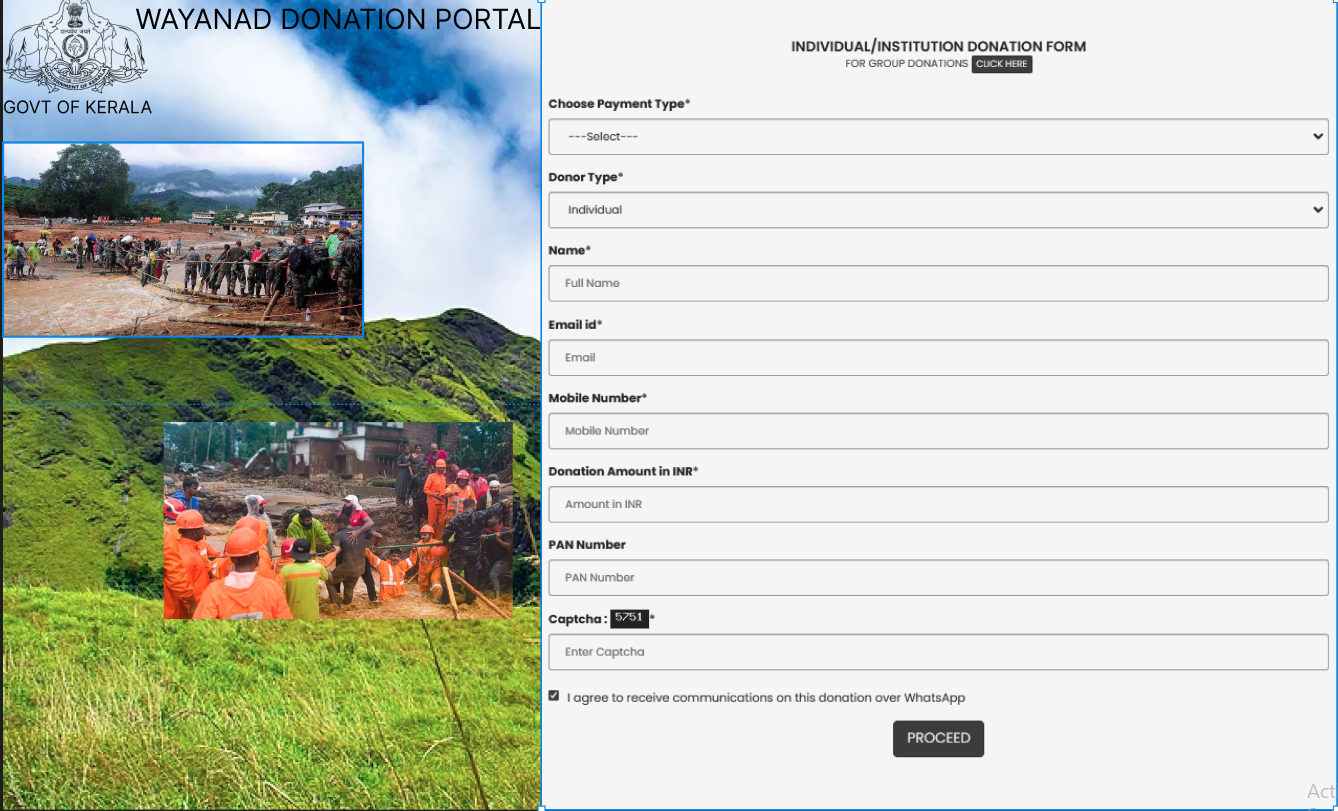 WAYANAD DONATION PORTAL
GOVT OF KERALA
INDIVIDUAL/INSTITUTION DONATION FORM
FOR GROUP DONATIONS CLICK HERE
Choose Payment Type*
---Select---
Donor Type*
Individual
Name*
Full Name
Email id*
Email
Mobile Number*
Mobile Number
Donation Amount in INR*
Amount in INR
PAN Number
PAN Number
Captcha : 5751 *
Enter Captcha
I agree to receive communications on this donation over WhatsApp
PROCEED
Act